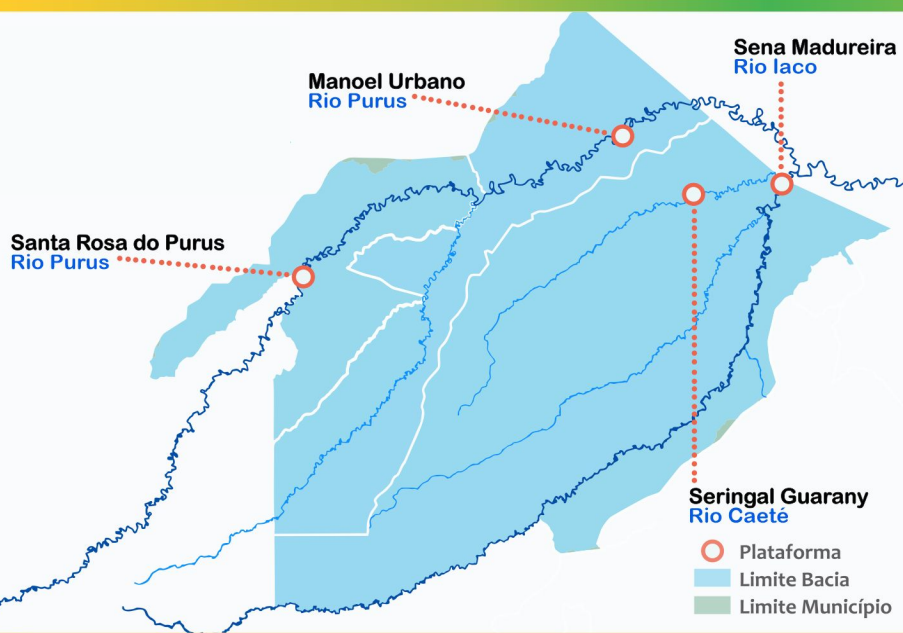 Sena Madureira
Rio Iaco
Manoel Urbano
Rio Purus
Santa Rosa do Purus
Rio Purus
Seringal Guarany
Rio Caeté
Plataforma
Limite Bacia
Limite Município